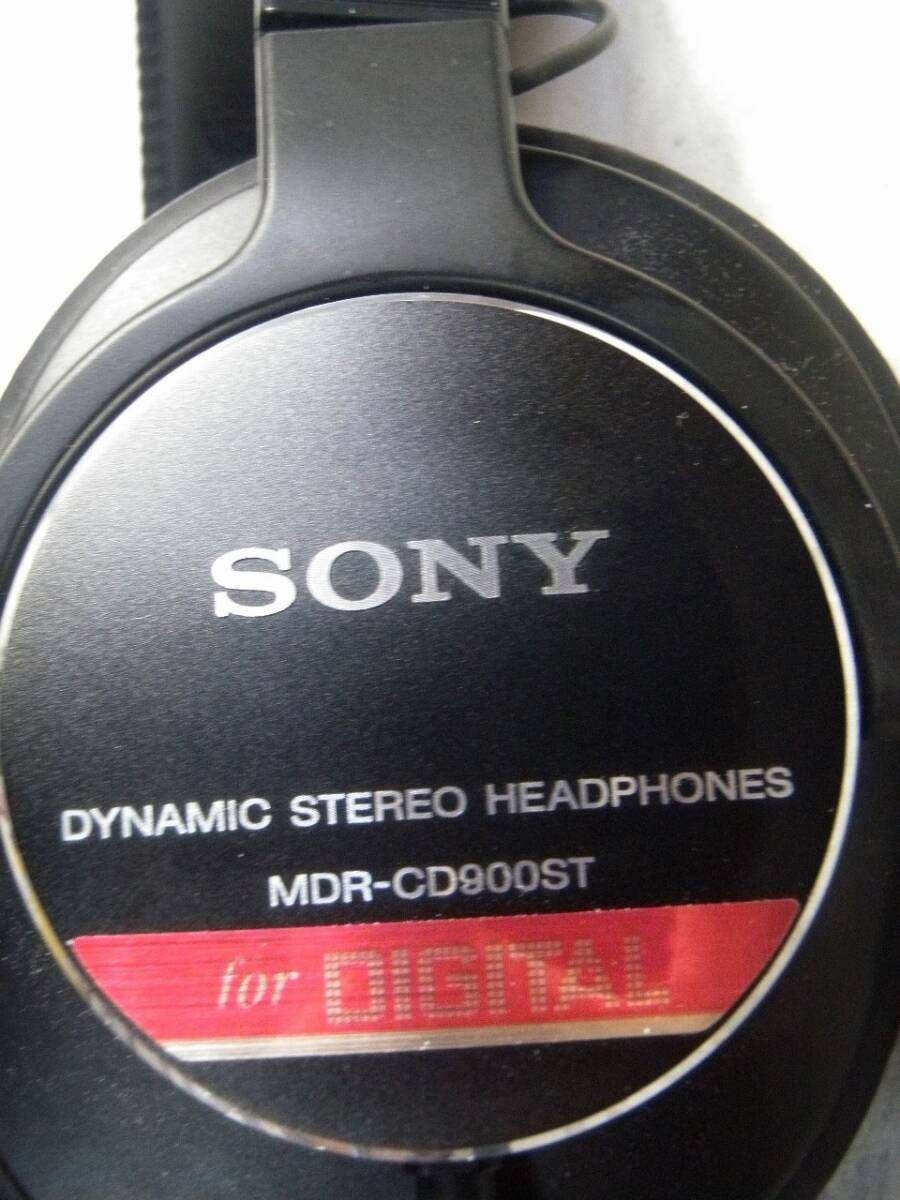 SONY
DYNAMIC STEREO HEADPHONES
MDR-CD900ST
for DIGITAL